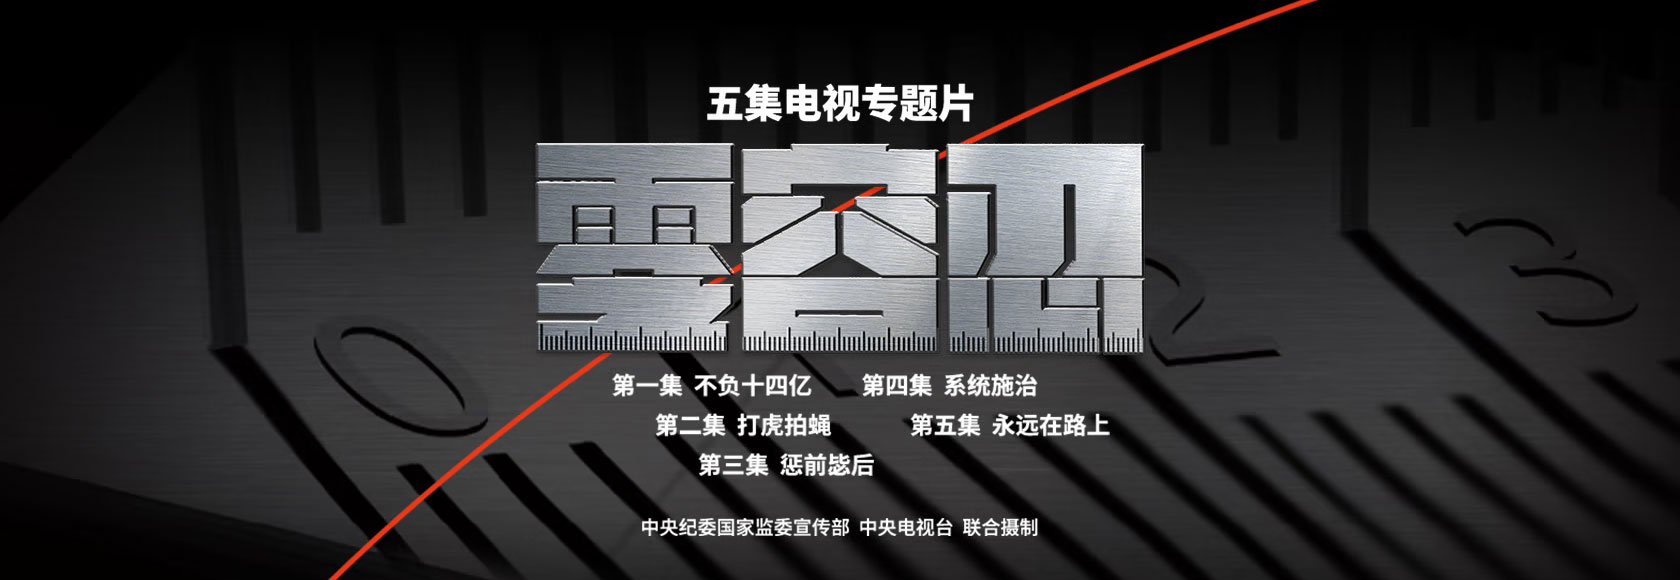 五集电视专题片
零容忍
第一集 不负十四亿 第四集 系统施治
第二集 打虎拍蝇 第五集 永远在路上
第三集 惩前毖后
中央纪委国家监委宣传部 中央电视台 联合摄制
0 2 3